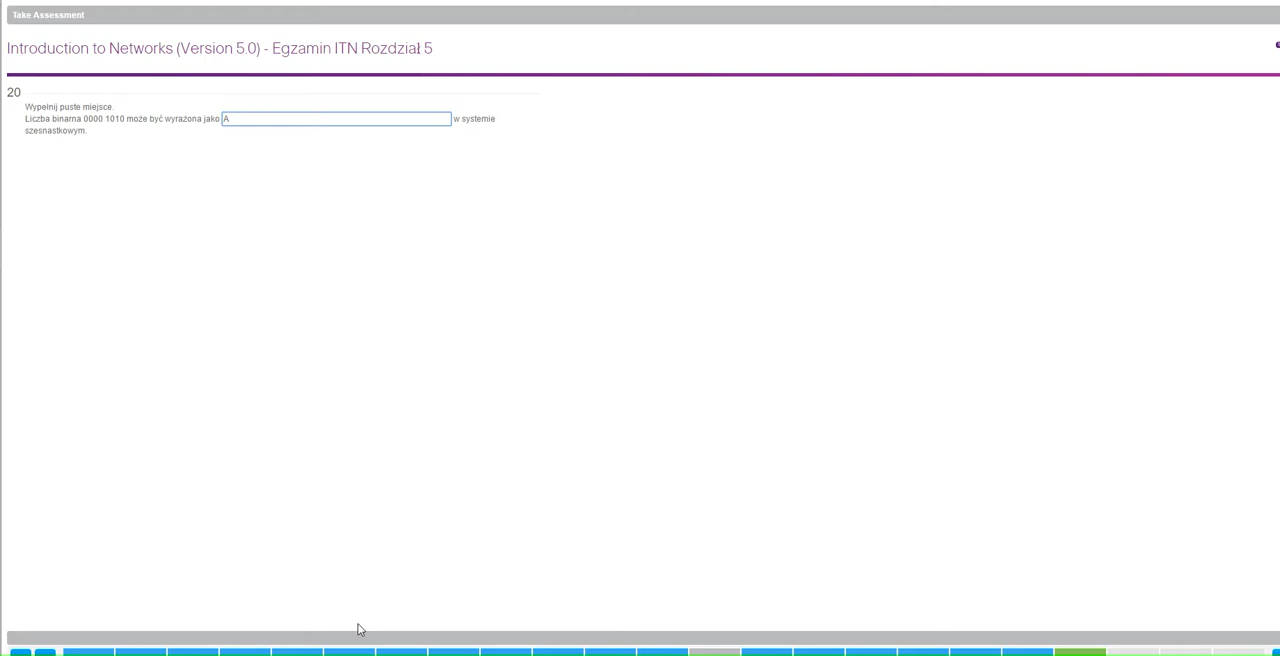 Take Assessment
Introduction to Networks (Version 5.0) - Egzamin ITN Rozdział 5
20
Wypełnij puste miejsce.
Liczba binarna 0000 1010 może być wyrażona jako A w systemie
szesnastkowym.